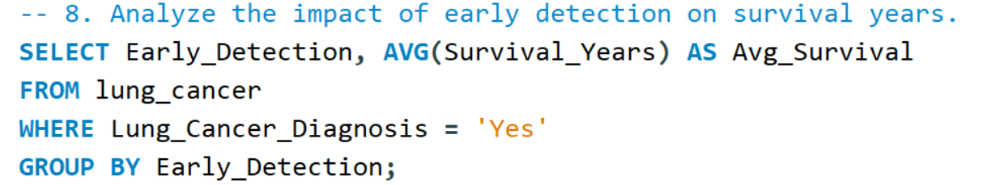 -- 8. Analyze the impact of early detection on survival years.
SELECT Early_Detection, AVG(Survival_Years) AS Avg_Survival
FROM lung_cancer
WHERE Lung_Cancer_Diagnosis = 'Yes'
GROUP BY Early_Detection;